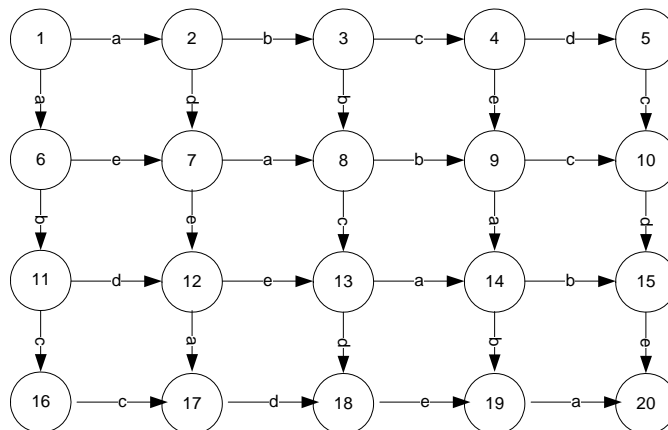 1 a 2 b 3 c 4 d 5
a d b e c
6 e 7 a 8 b 9 c 10
b e c a d
11 d 12 e 13 a 14 b 15
c a d b e
16 c 17 d 18 e 19 a 20